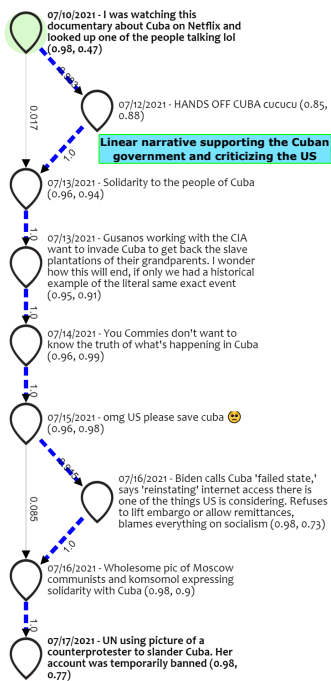 07/10/2021 - I was watching this
documentary about Cuba on Netflix and
looked up one of the people talking lol
(0.98, 0.47)
0.983
0.017
07/12/2021 - HANDS OFF CUBA cucucu (0.85,
0.88)
1.0
Linear narrative supporting the Cuban
government and criticizing the US
07/13/2021 - Solidarity to the people of Cuba
(0.96, 0.94)
1.0
07/13/2021 - Gusanos working with the CIA
want to invade Cuba to get back the slave
plantations of their grandparents. I wonder
how this will end, if only we had a historical
example of the literal same exact event
(0.95, 0.91)
1.0
07/14/2021 - You Commies don't want to
know the truth of what's happening in Cuba
(0.96, 0.99)
1.0
07/15/2021 - omg US please save cuba 🥺
(0.96, 0.98)
0.915
0.085
07/16/2021 - Biden calls Cuba 'failed state,'
says 'reinstating' internet access there is
one of the things US is considering. Refuses
to lift embargo or allow remittances,
blames everything on socialism (0.98, 0.73)
1.0
07/16/2021 - Wholesome pic of Moscow
communists and komsomol expressing
solidarity with Cuba (0.98, 0.9)
1.0
07/17/2021 - UN using picture of a
counterprotester to slander Cuba. Her
account was temporarily banned (0.98,
0.77)